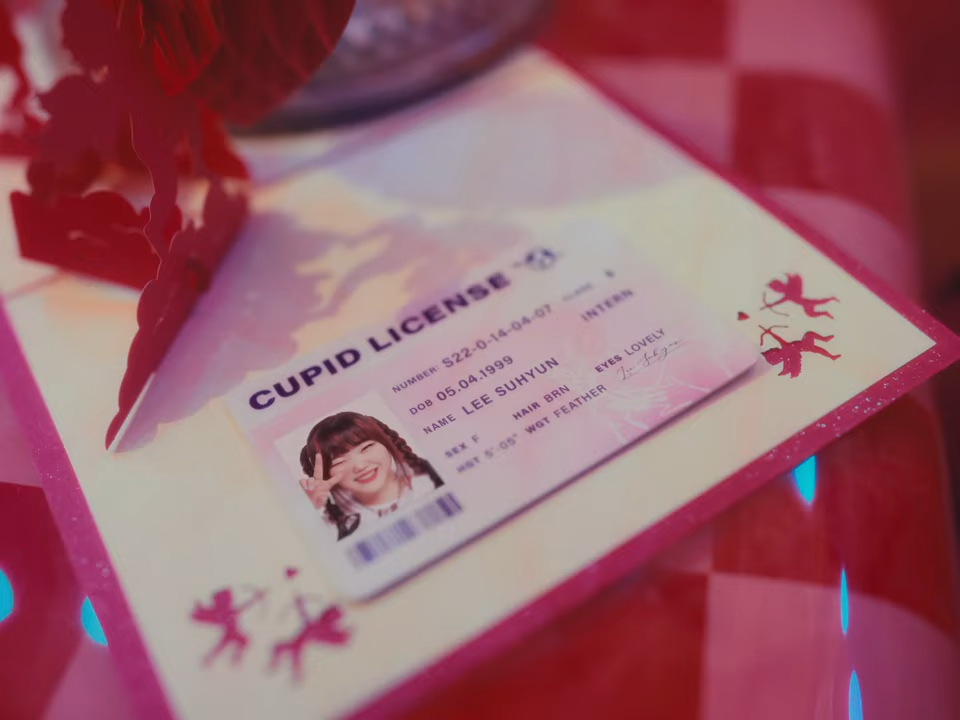 CUPID LICENSE
NUMBER: S22-0-14-04-07
CLASS
INTERN
DOB 05.04.1999
NAME LEE SUHYUN
SEX F
HAIR BRN
EYES LOVELY
HGT 5'-05"
WGT FEATHER